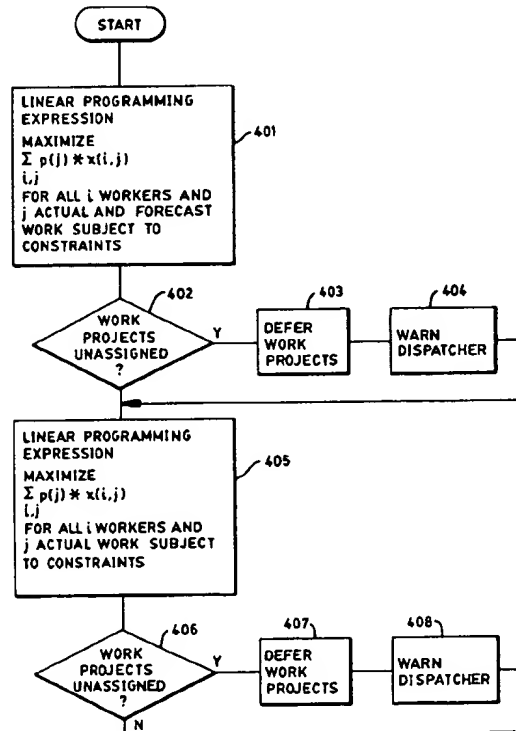 START
LINEAR PROGRAMMING
EXPRESSION
MAXIMIZE
Σ p(j) * x(i,j)
i,j
FOR ALL i WORKERS AND
j ACTUAL AND FORECAST
WORK SUBJECT TO
CONSTRAINTS
401
WORK
PROJECTS
UNASSIGNED
?
402
Y
DEFER
WORK
PROJECTS
403
WARN
DISPATCHER
404
LINEAR PROGRAMMING
EXPRESSION
MAXIMIZE
Σ p(j) * x(i,j)
i,j
FOR ALL i WORKERS AND
j ACTUAL WORK SUBJECT
TO CONSTRAINTS
405
WORK
PROJECTS
UNASSIGNED
?
406
Y
N
DEFER
WORK
PROJECTS
407
WARN
DISPATCHER
408